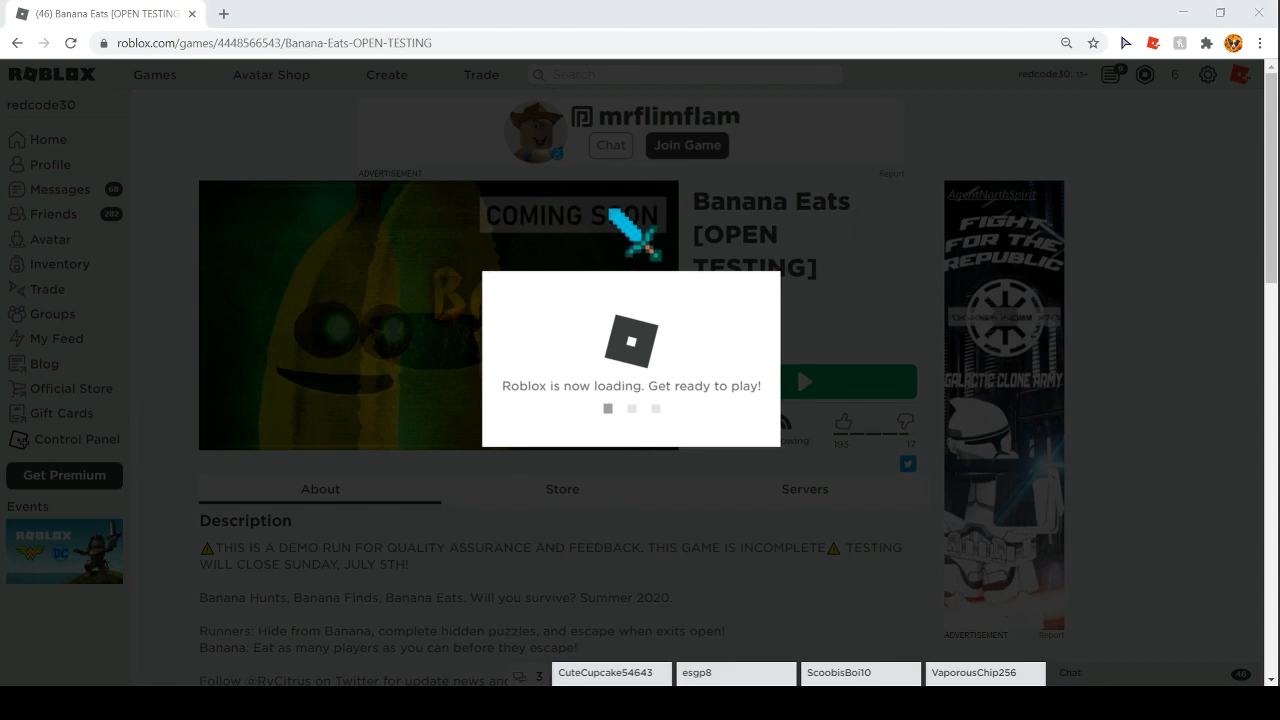 (46) Banana Eats [OPEN TESTING
roblox.com/games/4448566543/Banana-Eats-OPEN-TESTING
ROBLOX
Games
Avatar Shop
Create
Trade
Search
redcode30: 13+
6
redcode30
Home
Profile
Messages
68
Friends
282
Avatar
Inventory
Trade
Groups
My Feed
Blog
Official Store
Gift Cards
Control Panel
Get Premium
Events
ROBLOX
DC
mrflimflam
Chat
Join Game
ADVERTISEMENT
Report
COMING SOON
Banana Eats
[OPEN
TESTING]
Roblox is now loading. Get ready to play!
193
17
About
Store
Servers
Description
⚠THIS IS A DEMO RUN FOR QUALITY ASSURANCE AND FEEDBACK. THIS GAME IS INCOMPLETE⚠ TESTING
WILL CLOSE SUNDAY, JULY 5TH!
Banana Hunts, Banana Finds, Banana Eats. Will you survive? Summer 2020.
Runners: Hide from Banana, complete hidden puzzles, and escape when exits open!
Banana: Eat as many players as you can before they escape!
Follow @RyCitrus on Twitter for update news and
AgentNorthSpirit
FIGHT
FOR THE
REPUBLIC
GALACTIC CLONE ARMY
ADVERTISEMENT
Report
3
CuteCupcake54643
esgp8
ScoobisBoi10
VaporousChip256
Chat
46